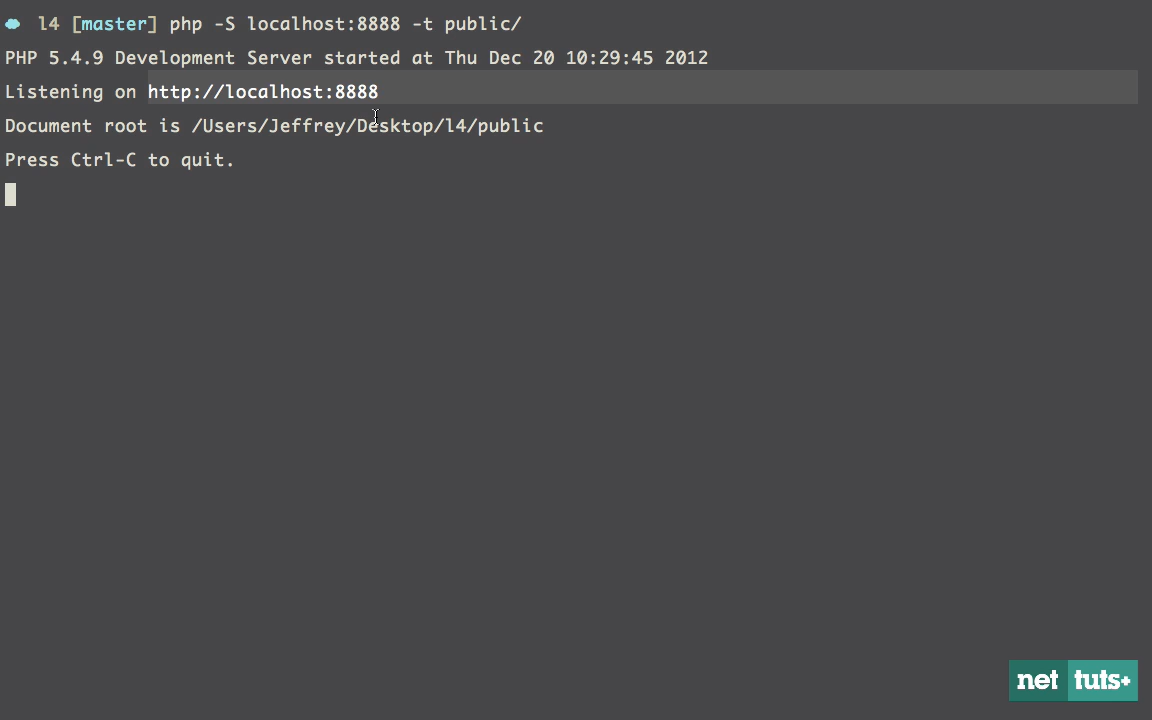 l4 [master] php -S localhost:8888 -t public/
PHP 5.4.9 Development Server started at Thu Dec 20 10:29:45 2012
Listening on http://localhost:8888
Document root is /Users/Jeffrey/Desktop/l4/public
Press Ctrl-C to quit.
net tuts+